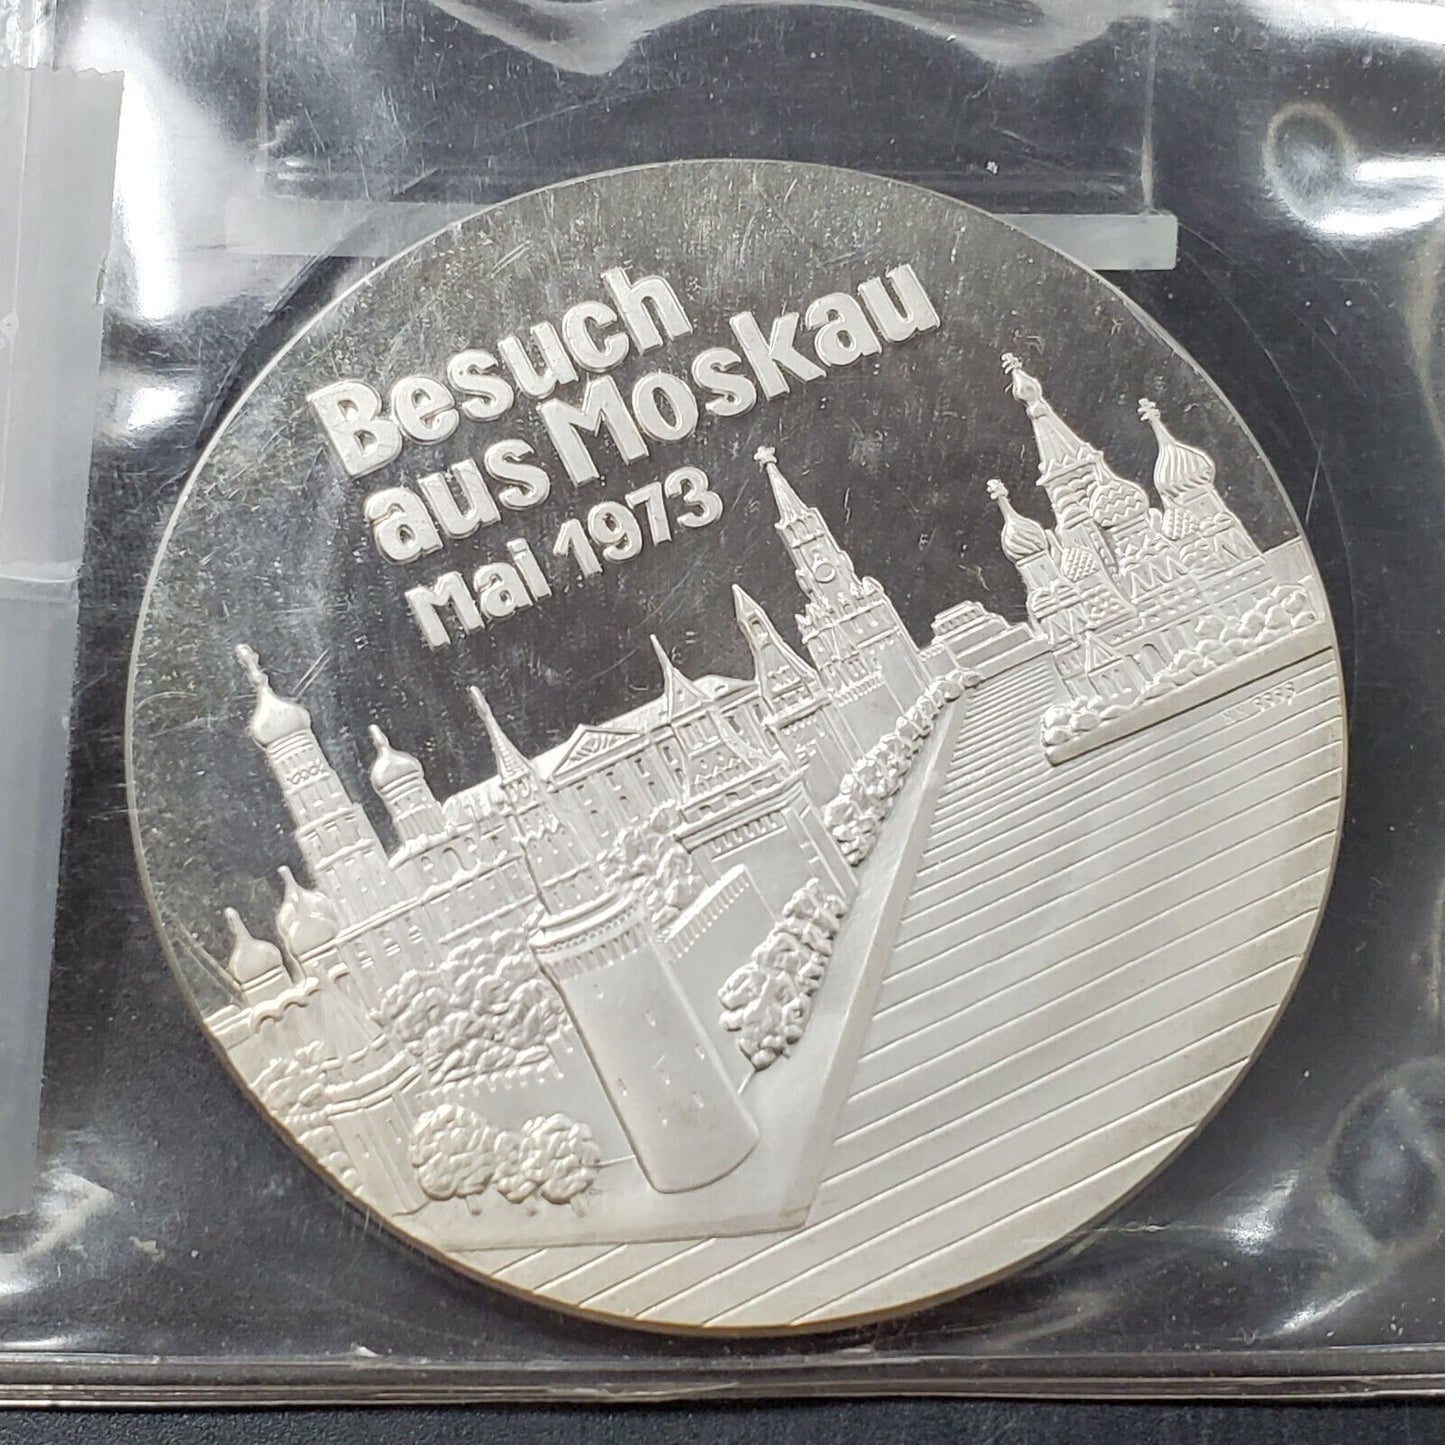 Besuch
aus Moskau
Mai 1973